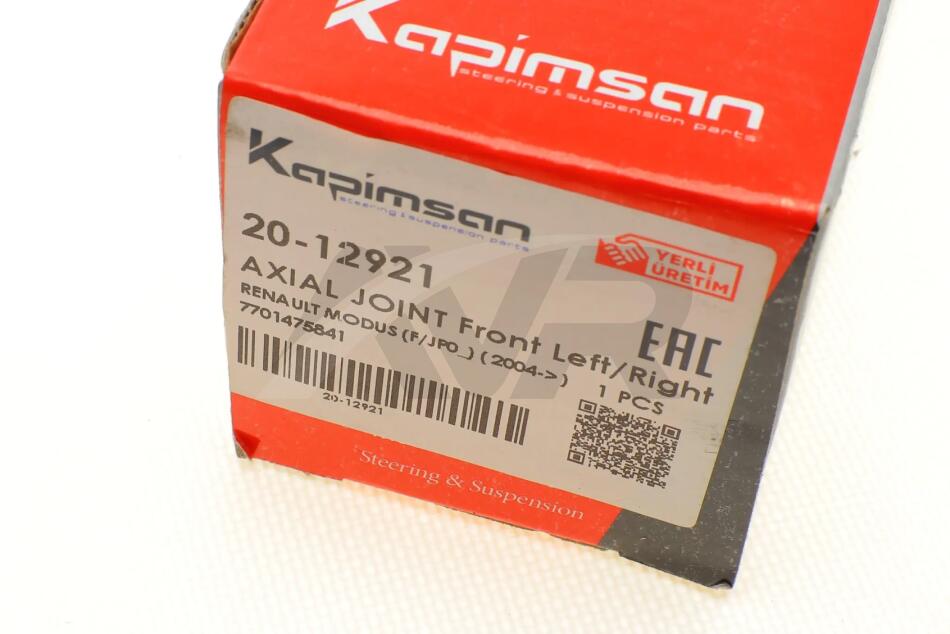 Kapimsan
steering & suspension parts
Kapimsan
steering & suspension parts
20-12921
YERLİ
ÜRETİM
AXIAL JOINT Front Left/Right
RENAULT MODUS (F/JP0_) (2004->)
7701475841
EAC
1 PCS
20-12921
Steering & Suspension
AVR